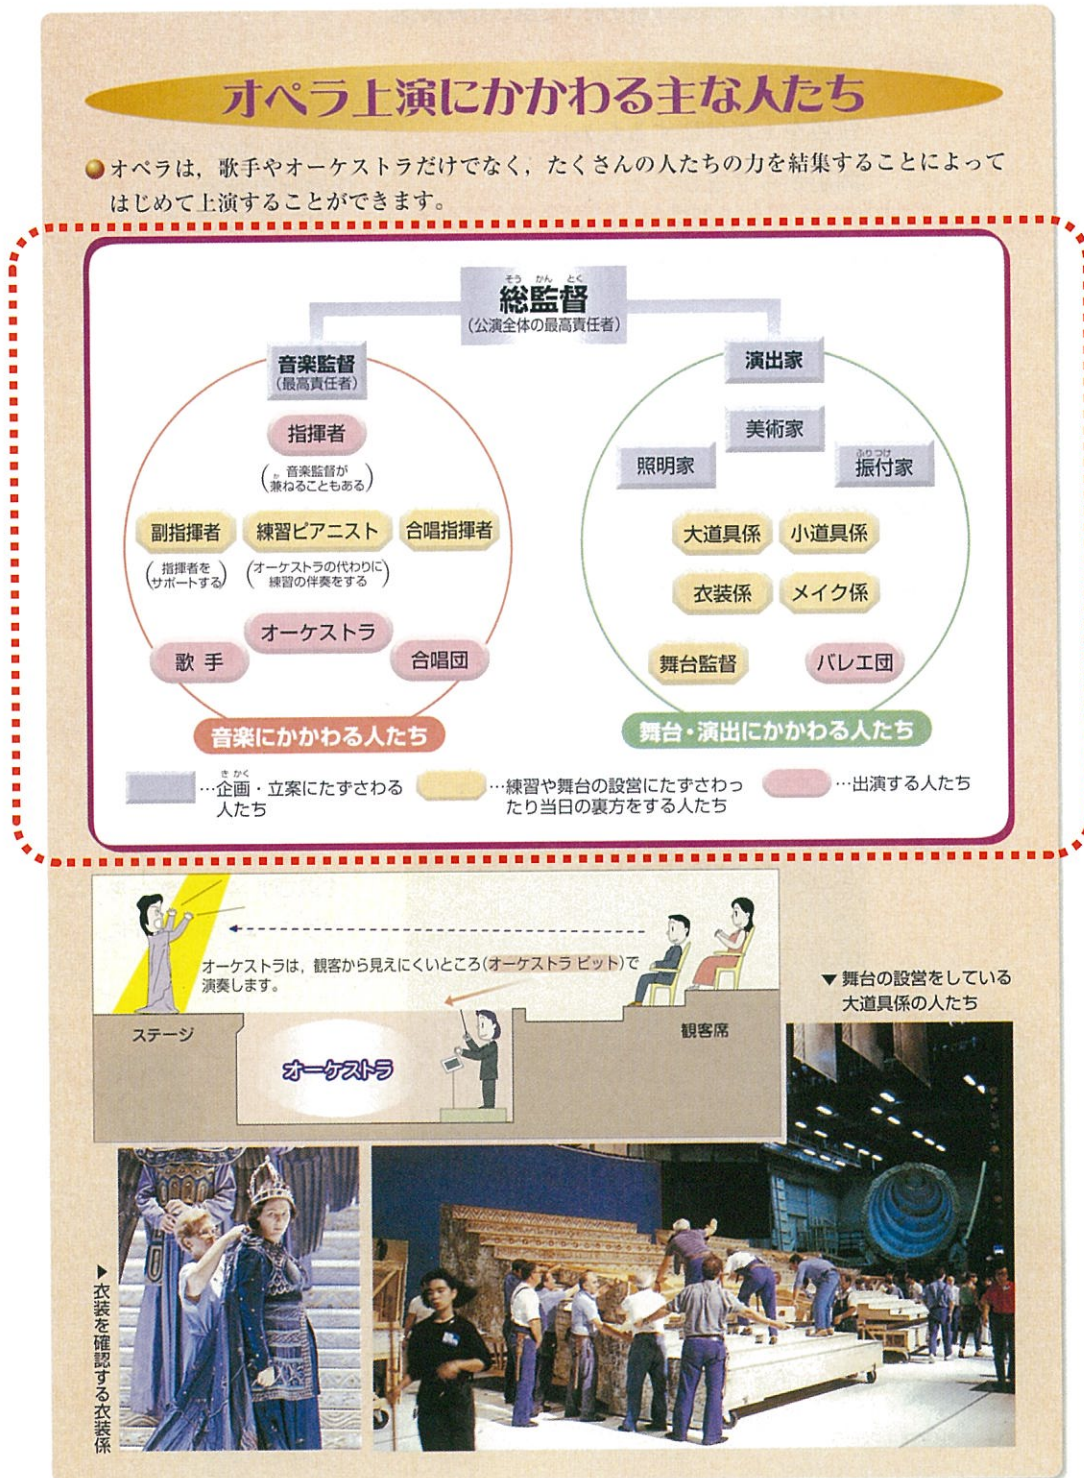 オペラ上演にかかわる主な人たち
オペラは，歌手やオーケストラだけでなく，たくさんの人たちの力を結集することによって
はじめて上演することができます。
そう かん とく
総監督
(公演全体の最高責任者)
音楽監督
(最高責任者)
指揮者
(音楽監督が
か
兼ねることもある)
副指揮者
(指揮者を
サポートする)
練習ピアニスト
(オーケストラの代わりに
練習の伴奏をする)
合唱指揮者
オーケストラ
歌 手
合唱団
音楽にかかわる人たち
演出家
美術家
照明家
ふりつけ
振付家
大道具係
小道具係
衣装係
メイク係
舞台監督
バレエ団
舞台・演出にかかわる人たち
きかく
…企画・立案にたずさわる
人たち
…練習や舞台の設営にたずさわっ
たり当日の裏方をする人たち
…出演する人たち
オーケストラは，観客から見えにくいところ(オーケストラ ピット)で
演奏します。
ステージ
オーケストラ
観客席
▼舞台の設営をしている
大道具係の人たち
▶衣装を確認する衣装係